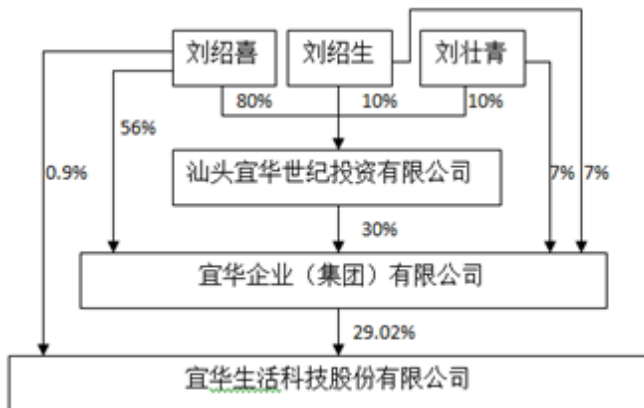 刘绍喜
刘绍生
刘壮青
80%
10%
10%
56%
0.9%
汕头宜华世纪投资有限公司
7%
7%
30%
宜华企业（集团）有限公司
29.02%
宜华生活科技股份有限公司